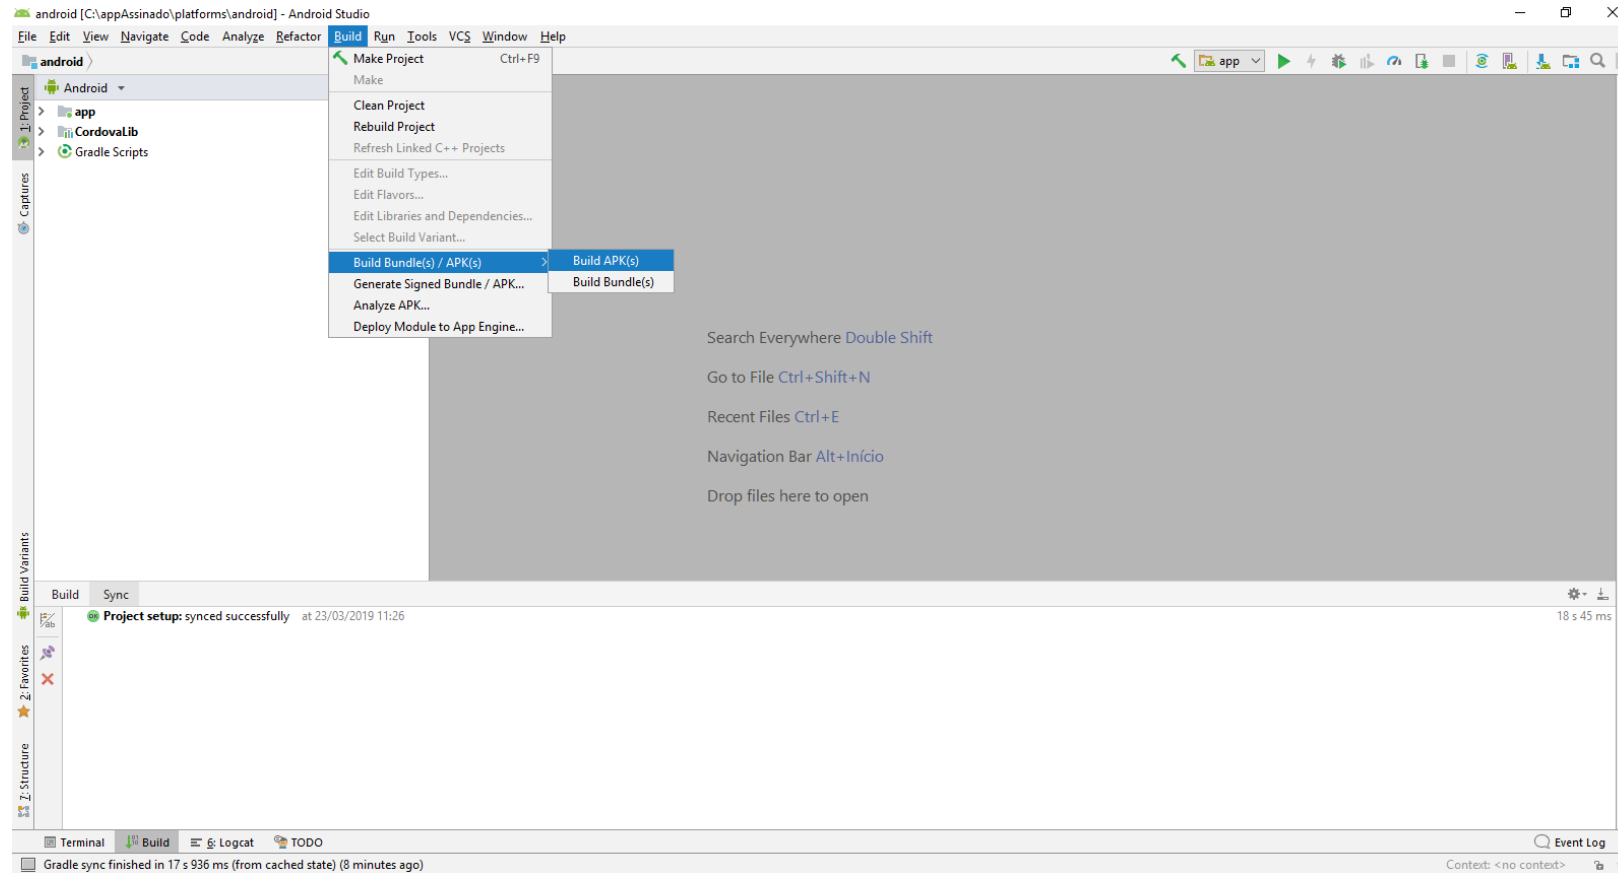 android [C:\appAssinado\platforms\android] - Android Studio
File Edit View Navigate Code Analyze Refactor Build Run Tools VCS Window Help
android
app
1: Project
Captures
Build Variants
2: Favorites
Z: Structure
Android
app
CordovaLib
Gradle Scripts
Make Project Ctrl+F9
Make
Clean Project
Rebuild Project
Refresh Linked C++ Projects
Edit Build Types...
Edit Flavors...
Edit Libraries and Dependencies...
Select Build Variant...
Build Bundle(s) / APK(s)
Generate Signed Bundle / APK...
Analyze APK...
Deploy Module to App Engine...
Build APK(s)
Build Bundle(s)
Search Everywhere Double Shift
Go to File Ctrl+Shift+N
Recent Files Ctrl+E
Navigation Bar Alt+Início
Drop files here to open
Build Sync
Project setup: synced successfully at 23/03/2019 11:26 18 s 45 ms
Terminal Build 6: Logcat TODO Event Log
Gradle sync finished in 17 s 936 ms (from cached state) (8 minutes ago) Context: <no context>